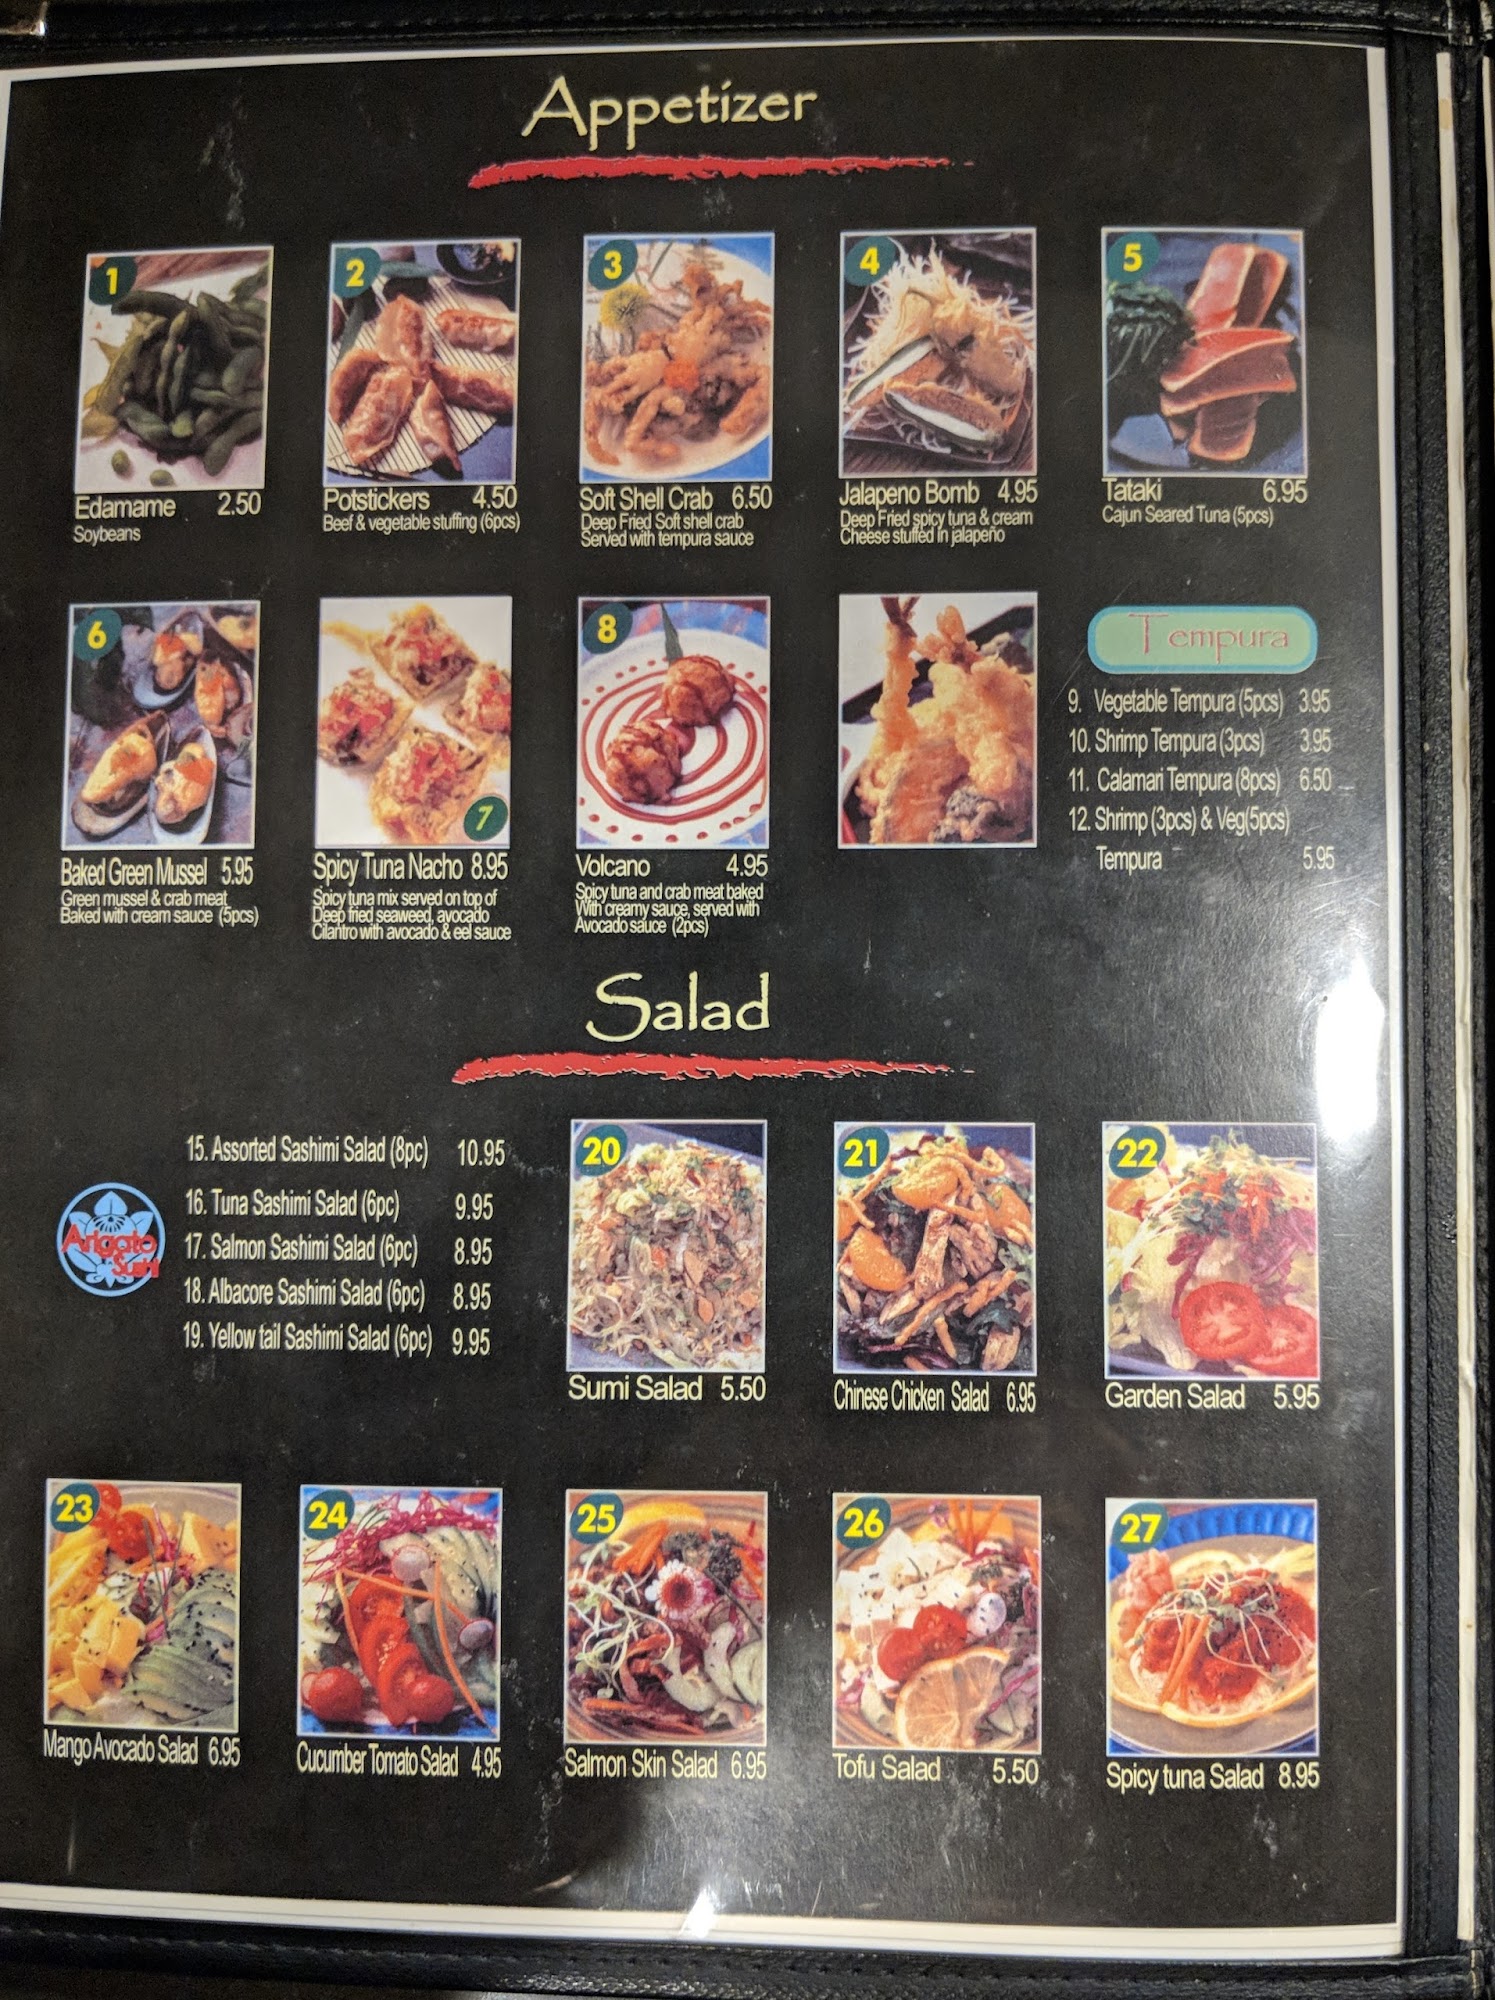 Appetizer
1
2
3
4
5
Edamame 2.50
Soybeans
Potstickers 4.50
Beef & vegetable stuffing (6pcs)
Soft Shell Crab 6.50
Deep Fried Soft shell crab
Served with tempura sauce
Jalapeno Bomb 4.95
Deep Fried spicy tuna & cream
Cheese stuffed in jalapeño
Tataki 6.95
Cajun Seared Tuna (5pcs)
6
7
8
Baked Green Mussel 5.95
Green mussel & crab meat
Baked with cream sauce (5pcs)
Spicy Tuna Nacho 8.95
Spicy tuna mix served on top of
Deep fried seaweed, avocado
Cilantro with avocado & eel sauce
Volcano 4.95
Spicy tuna and crab meat baked
With creamy sauce, served with
Avocado sauce (2pcs)
Tempura
9. Vegetable Tempura (5pcs) 3.95
10. Shrimp Tempura (3pcs) 3.95
11. Calamari Tempura (8pcs) 6.50
12. Shrimp (3pcs) & Veg(5pcs)
Tempura 5.95
Salad
Arigato
Sushi
15. Assorted Sashimi Salad (8pc) 10.95
16. Tuna Sashimi Salad (6pc) 9.95
17. Salmon Sashimi Salad (6pc) 8.95
18. Albacore Sashimi Salad (6pc) 8.95
19. Yellow tail Sashimi Salad (6pc) 9.95
20
21
22
Sumi Salad 5.50
Chinese Chicken Salad 6.95
Garden Salad 5.95
23
24
25
26
27
Mango Avocado Salad 6.95
Cucumber Tomato Salad 4.95
Salmon Skin Salad 6.95
Tofu Salad 5.50
Spicy tuna Salad 8.95